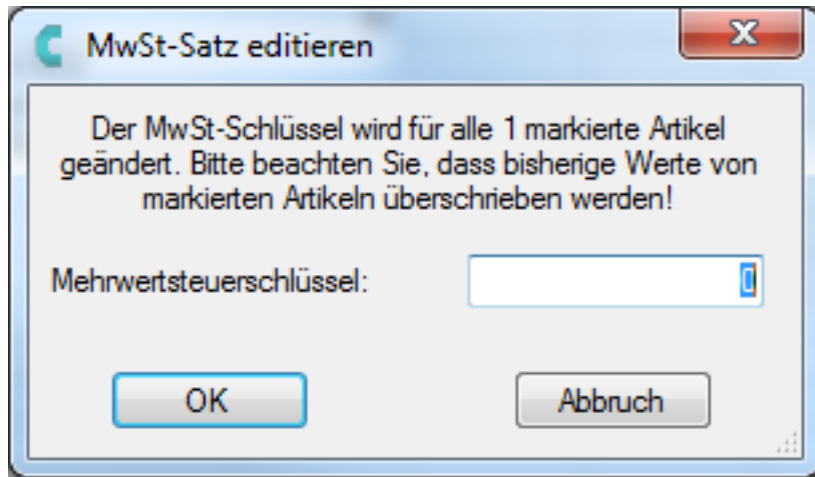 MwSt-Satz editieren
Der MwSt-Schlüssel wird für alle 1 markierte Artikel
geändert. Bitte beachten Sie, dass bisherige Werte von
markierten Artikeln überschrieben werden!
Mehrwertsteuerschlüssel: 0
OK Abbruch